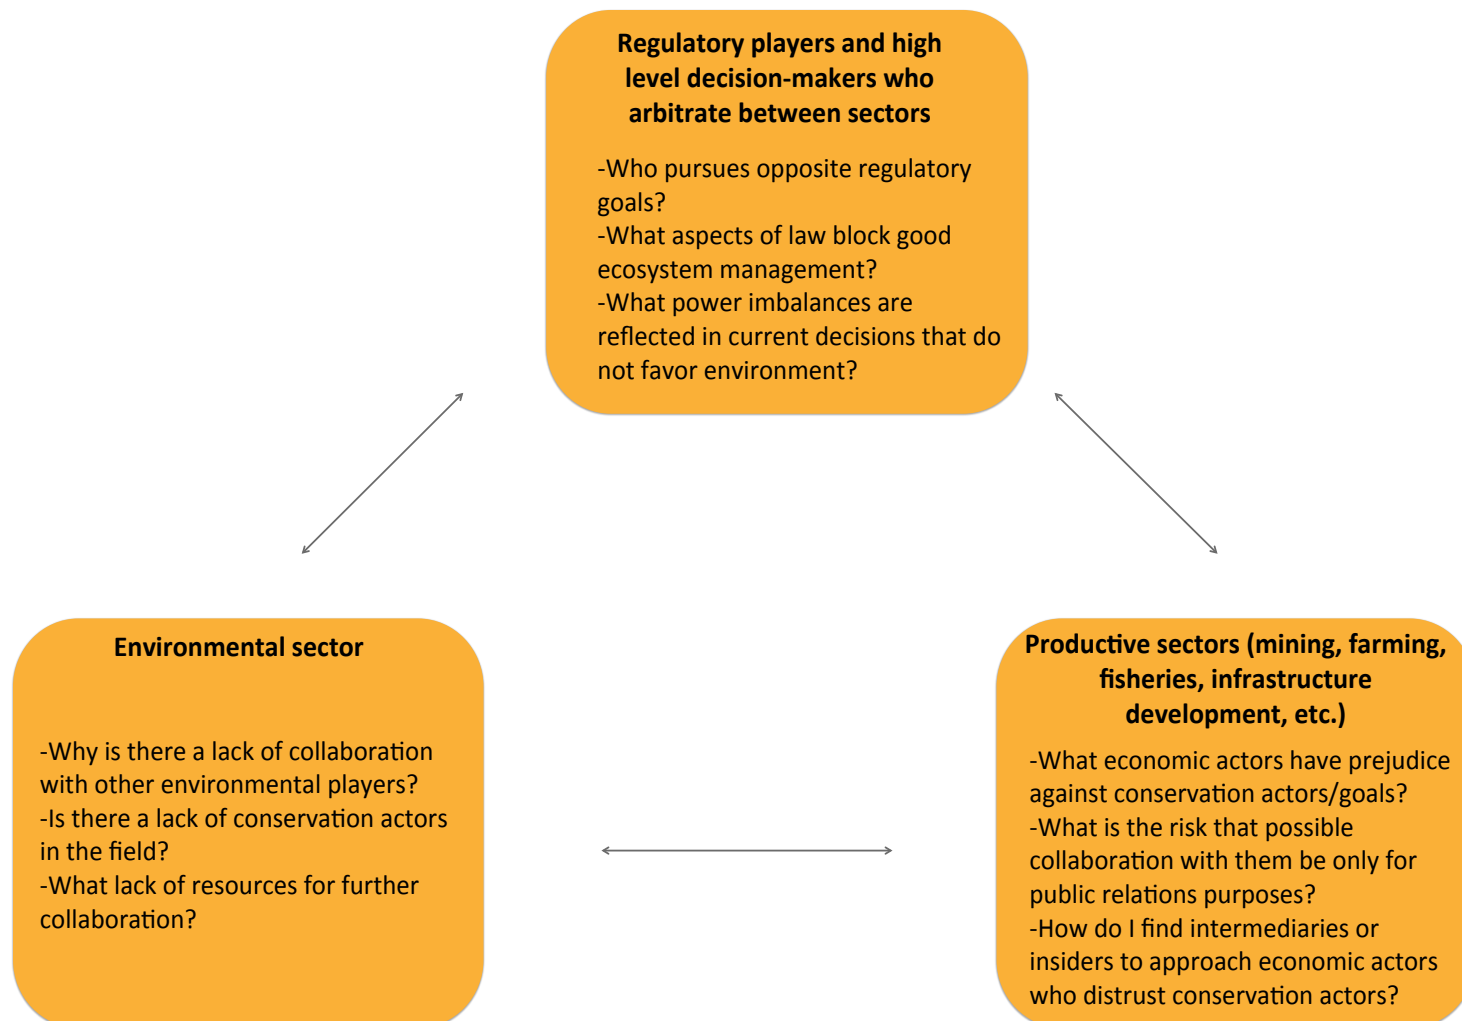 Regulatory players and high
level decision-makers who
arbitrate between sectors
-Who pursues opposite regulatory
goals?
-What aspects of law block good
ecosystem management?
-What power imbalances are
reflected in current decisions that do
not favor environment?
Environmental sector
-Why is there a lack of collaboration
with other environmental players?
-Is there a lack of conservation actors
in the field?
-What lack of resources for further
collaboration?
Productive sectors (mining, farming,
fisheries, infrastructure
development, etc.)
-What economic actors have prejudice
against conservation actors/goals?
-What is the risk that possible
collaboration with them be only for
public relations purposes?
-How do I find intermediaries or
insiders to approach economic actors
who distrust conservation actors?